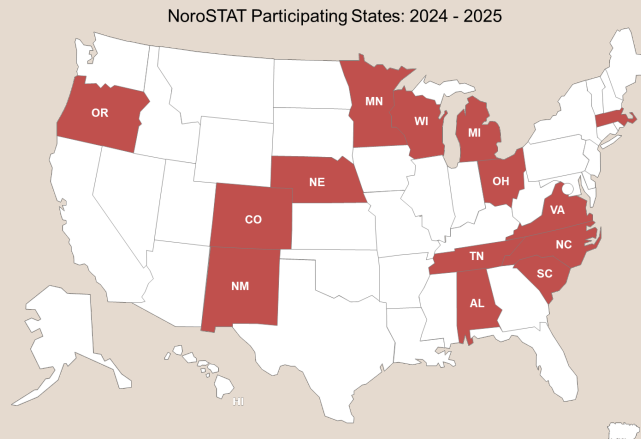 NoroSTAT Participating States: 2024 - 2025
OR
MN
WI
MI
NE
OH
CO
VA
NC
TN
NM
SC
AL
HI